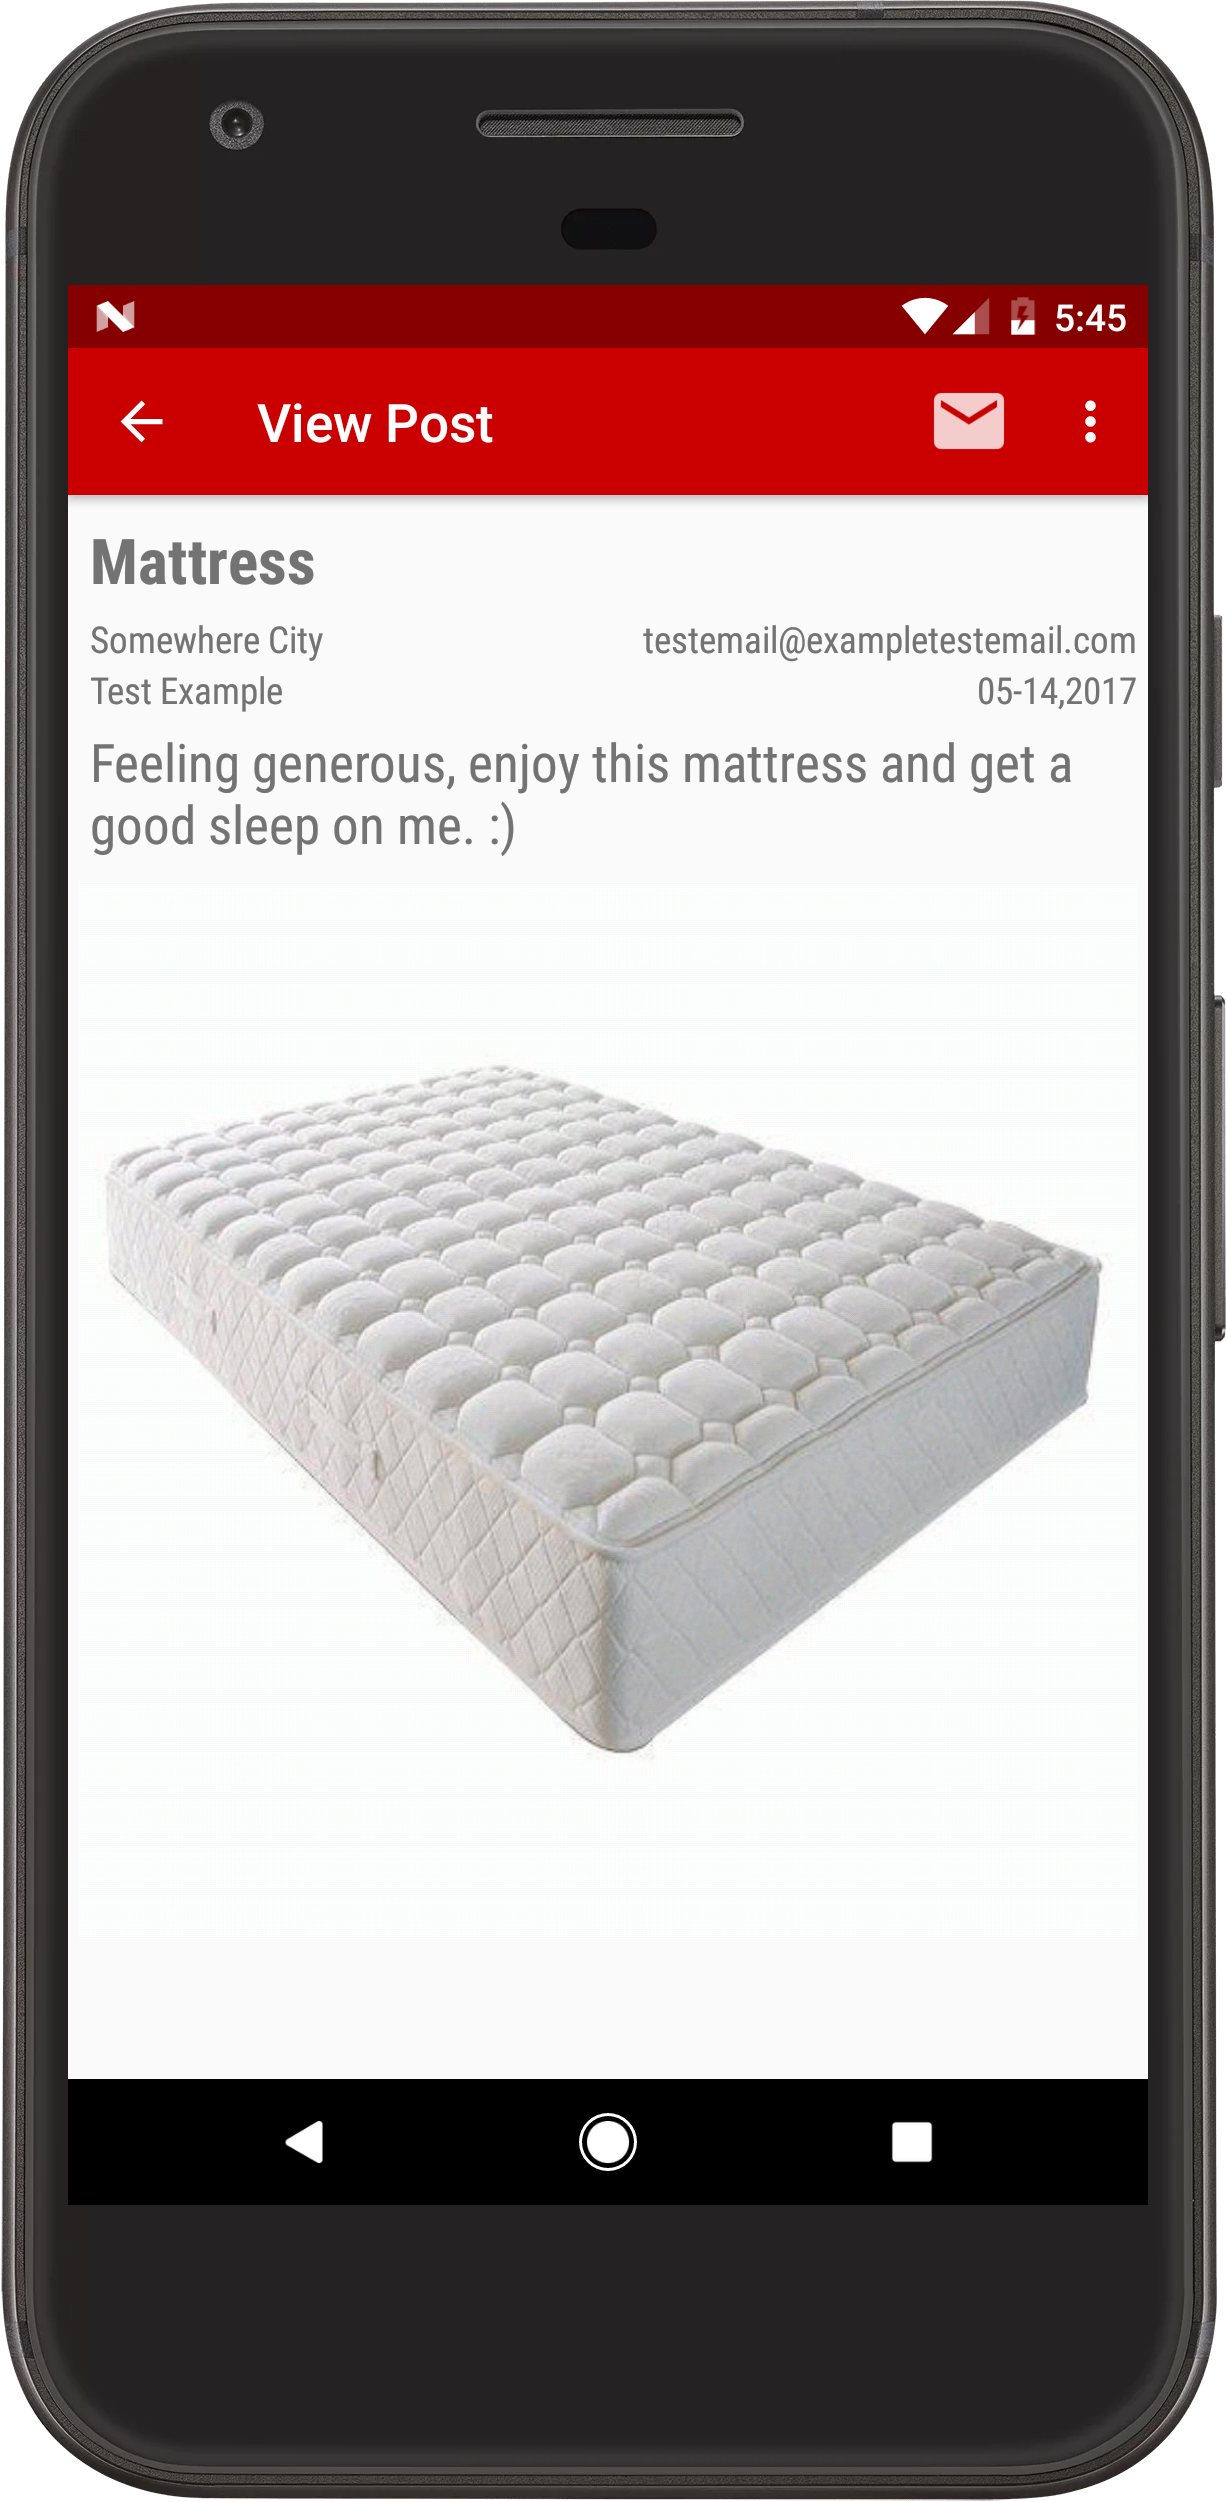 5:45
View Post
Mattress
Somewhere City testemail@exampletestemail.com
Test Example 05-14,2017
Feeling generous, enjoy this mattress and get a
good sleep on me. :)